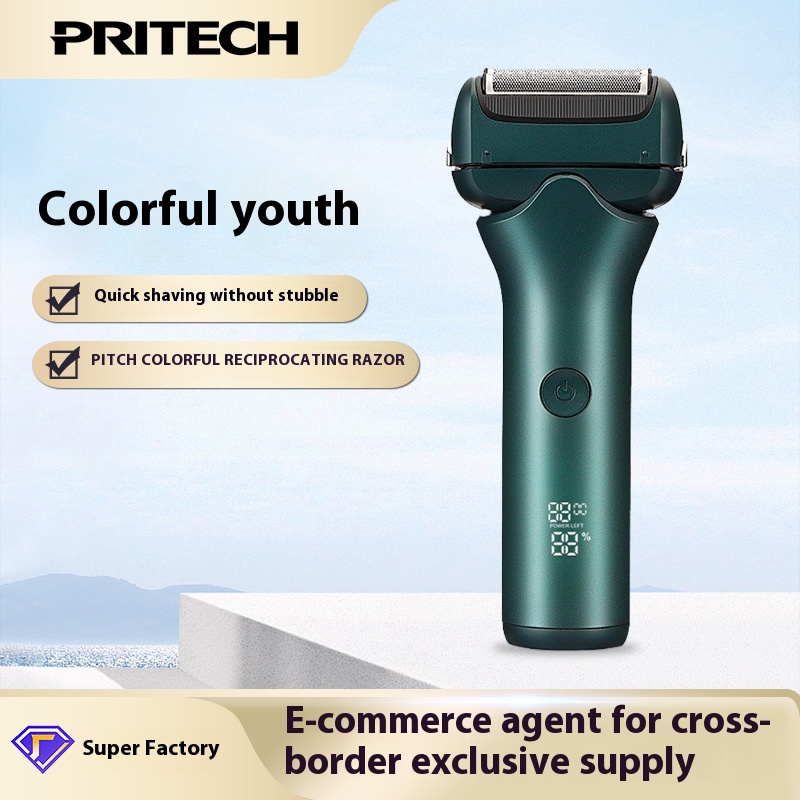 PRITECH
Colorful youth
Quick shaving without stubble
PITCH COLORFUL RECIPROCATING RAZOR
88 00
POWER LEFT
88 %
Super Factory
E-commerce agent for cross-
border exclusive supply